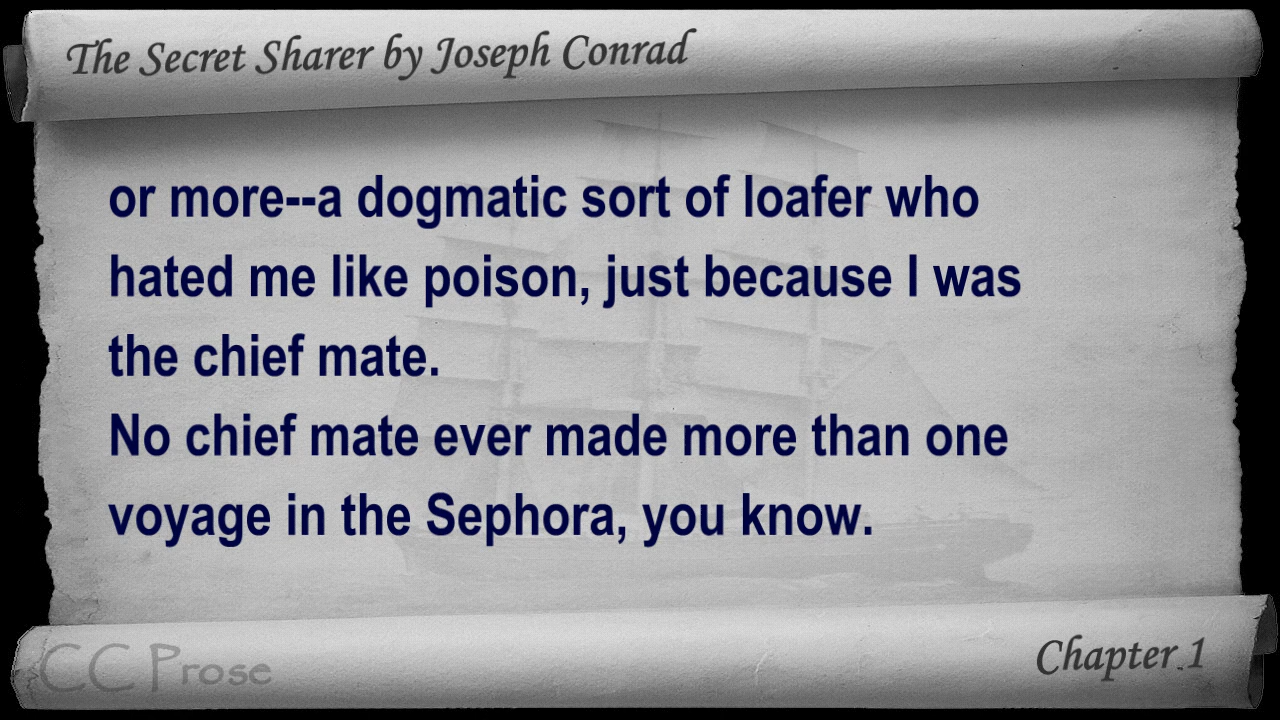 The Secret Sharer by Joseph Conrad
or more--a dogmatic sort of loafer who
hated me like poison, just because I was
the chief mate.
No chief mate ever made more than one
voyage in the Sephora, you know.
CC Prose
Chapter 1